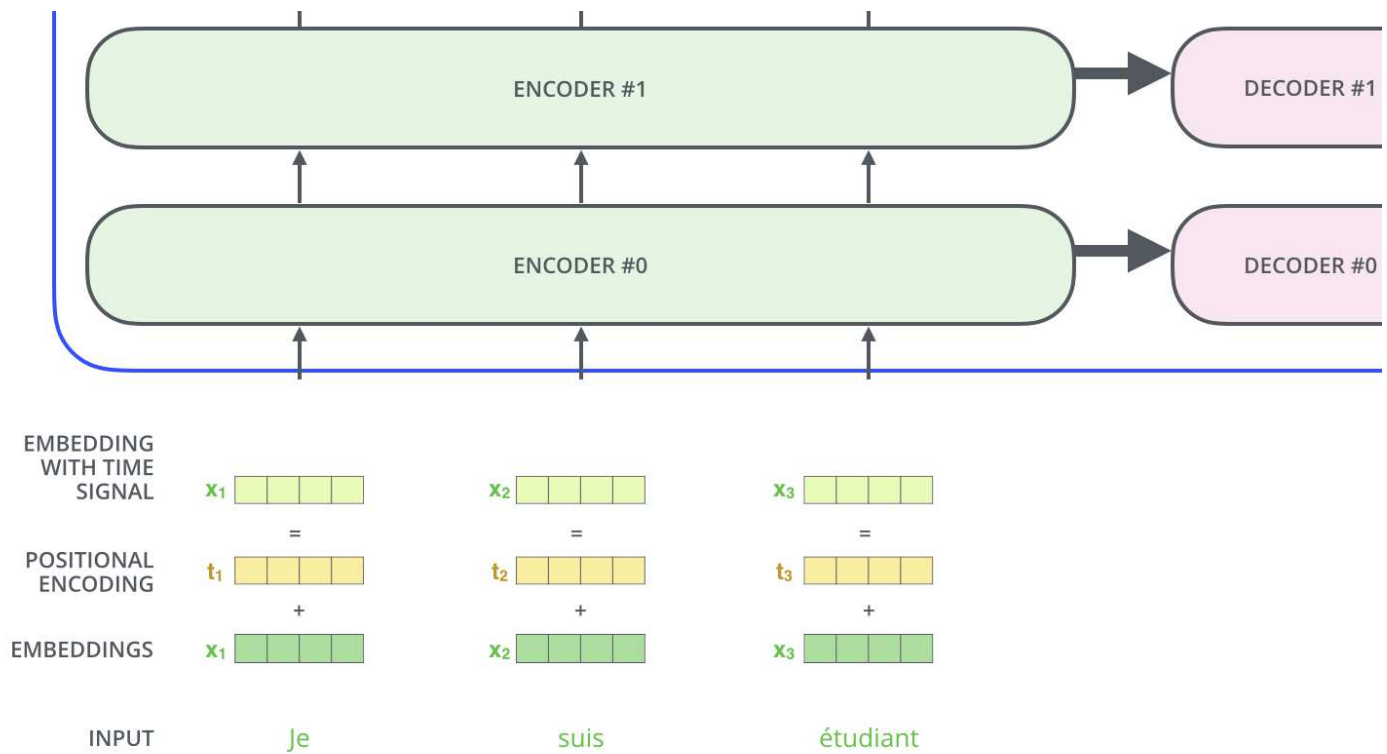 ENCODER #1
DECODER #1
ENCODER #0
DECODER #0
EMBEDDING
WITH TIME
SIGNAL
x₁
x₂
x₃
= = =
POSITIONAL
ENCODING
t₁
t₂
t₃
+ + +
EMBEDDINGS
x₁
x₂
x₃
INPUT
Je
suis
étudiant